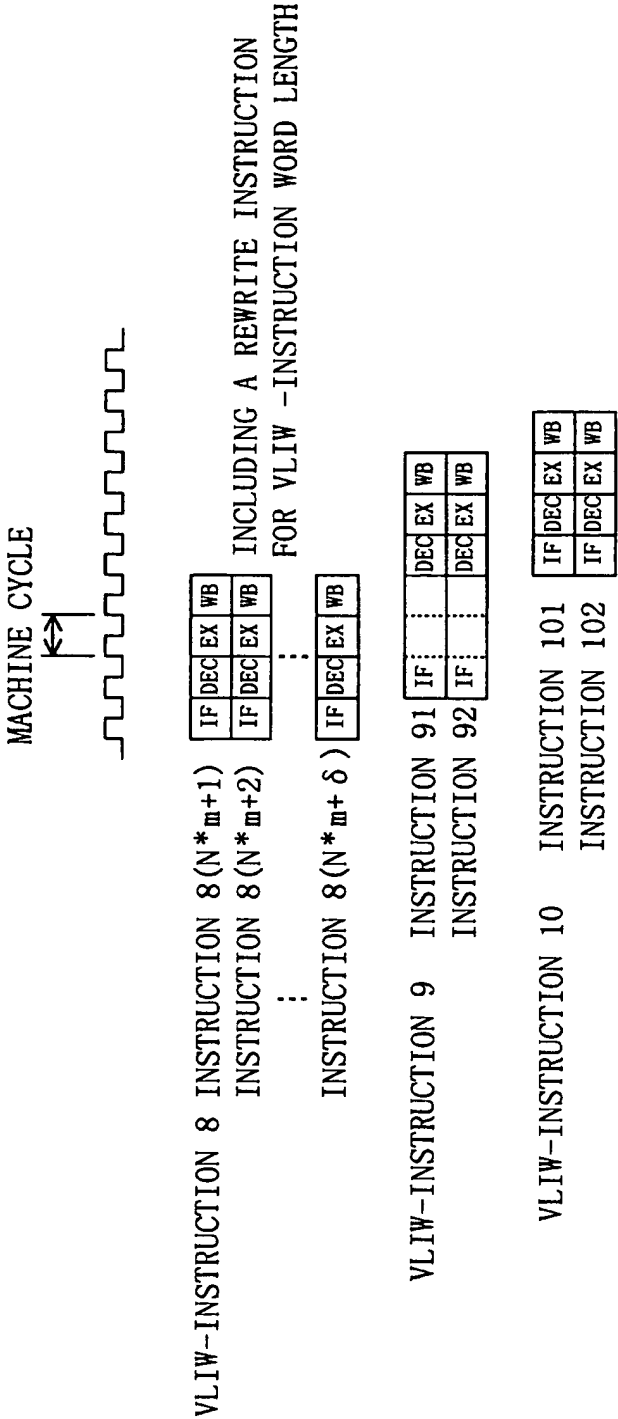 MACHINE CYCLE
VLIW-INSTRUCTION 8 INSTRUCTION 8(N*m+1) IF DEC EX WB
INSTRUCTION 8(N*m+2) IF DEC EX WB
INCLUDING A REWRITE INSTRUCTION
FOR VLIW -INSTRUCTION WORD LENGTH
INSTRUCTION 8(N*m+ δ) IF DEC EX WB
VLIW-INSTRUCTION 9 INSTRUCTION 91 IF DEC EX WB
INSTRUCTION 92 IF DEC EX WB
VLIW-INSTRUCTION 10 INSTRUCTION 101 IF DEC EX WB
INSTRUCTION 102 IF DEC EX WB